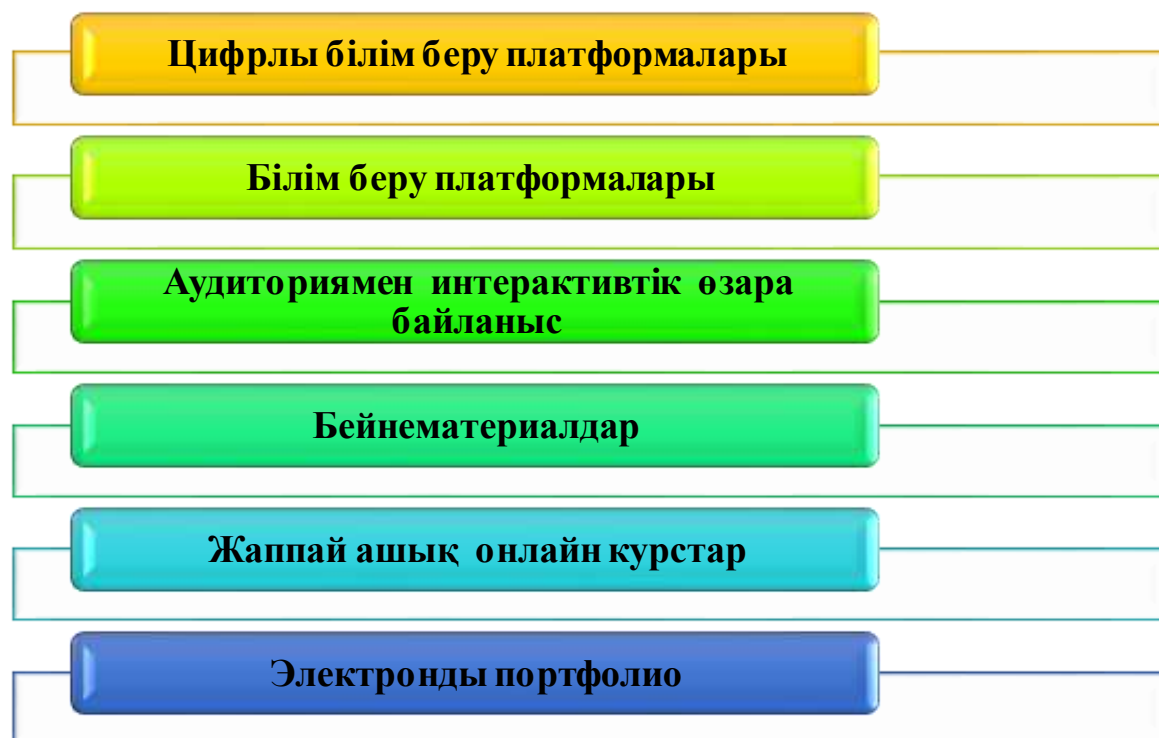 Цифрлы білім беру платформалары
Білім беру платформалары
Аудиториямен интерактивтік өзара
байланыс
Бейнематериалдар
Жаппай ашық онлайн курстар
Электронды портфолио